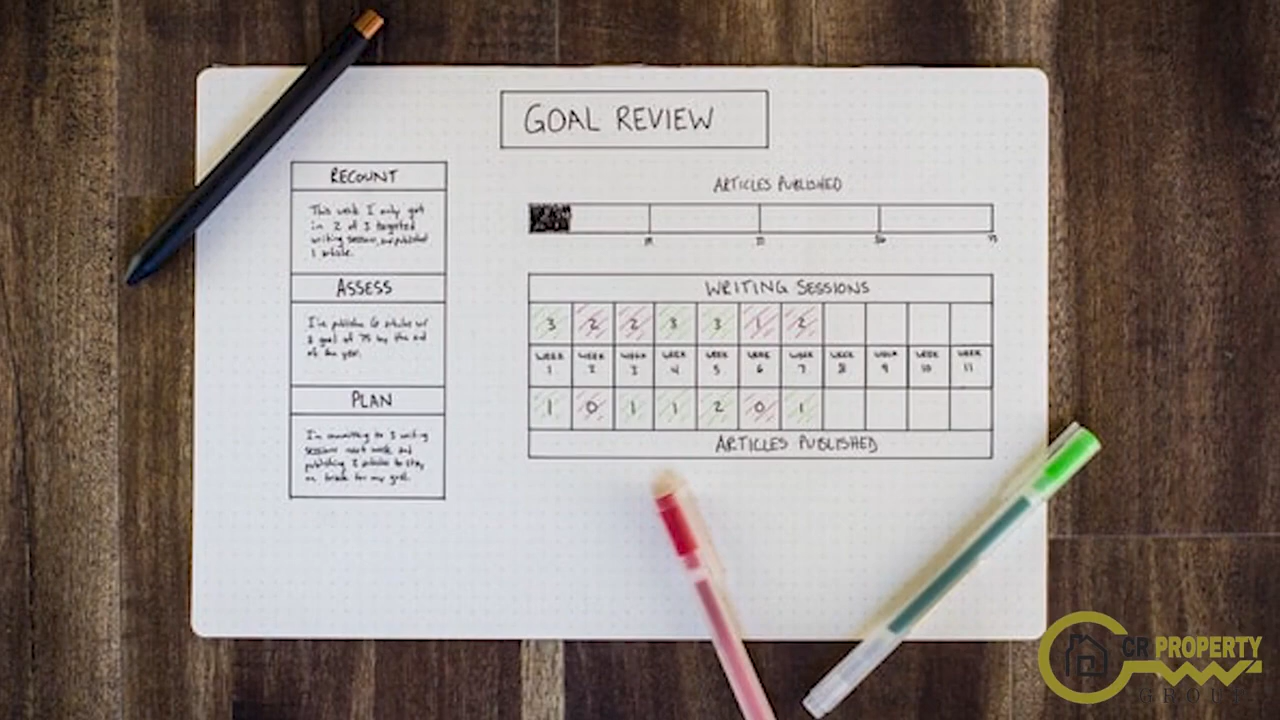 GOAL REVIEW
RECOUNT
This week I only got
in 2 of 3 targeted
writing sessions, and published
1 article.
ASSESS
I've published 6 articles w/
a goal of 75 by the end
of the year.
PLAN
I'm committing to 3 writing
sessions next week and
publishing 2 articles to stay
on track for my goal.
ARTICLES PUBLISHED
75
WRITING SESSIONS
3 2 2 3 3 1 2
WEEK WEEK WEEK WEEK WEEK WEEK WEEK WEEK WEEK WEEK WEEK
1 2 3 4 5 6 7 8 9 10 11
1 0 1 1 2 0 1
ARTICLES PUBLISHED
CR PROPERTY
GROUP